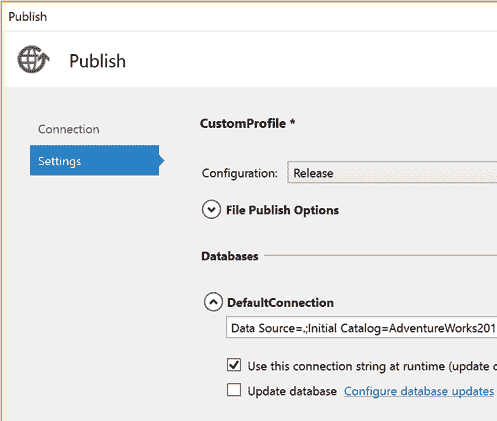 Publish
Publish
Connection
Settings
CustomProfile *
Configuration: Release
File Publish Options
Databases
DefaultConnection
Data Source=.;Initial Catalog=AdventureWorks201
Use this connection string at runtime (update
Update database Configure database updates